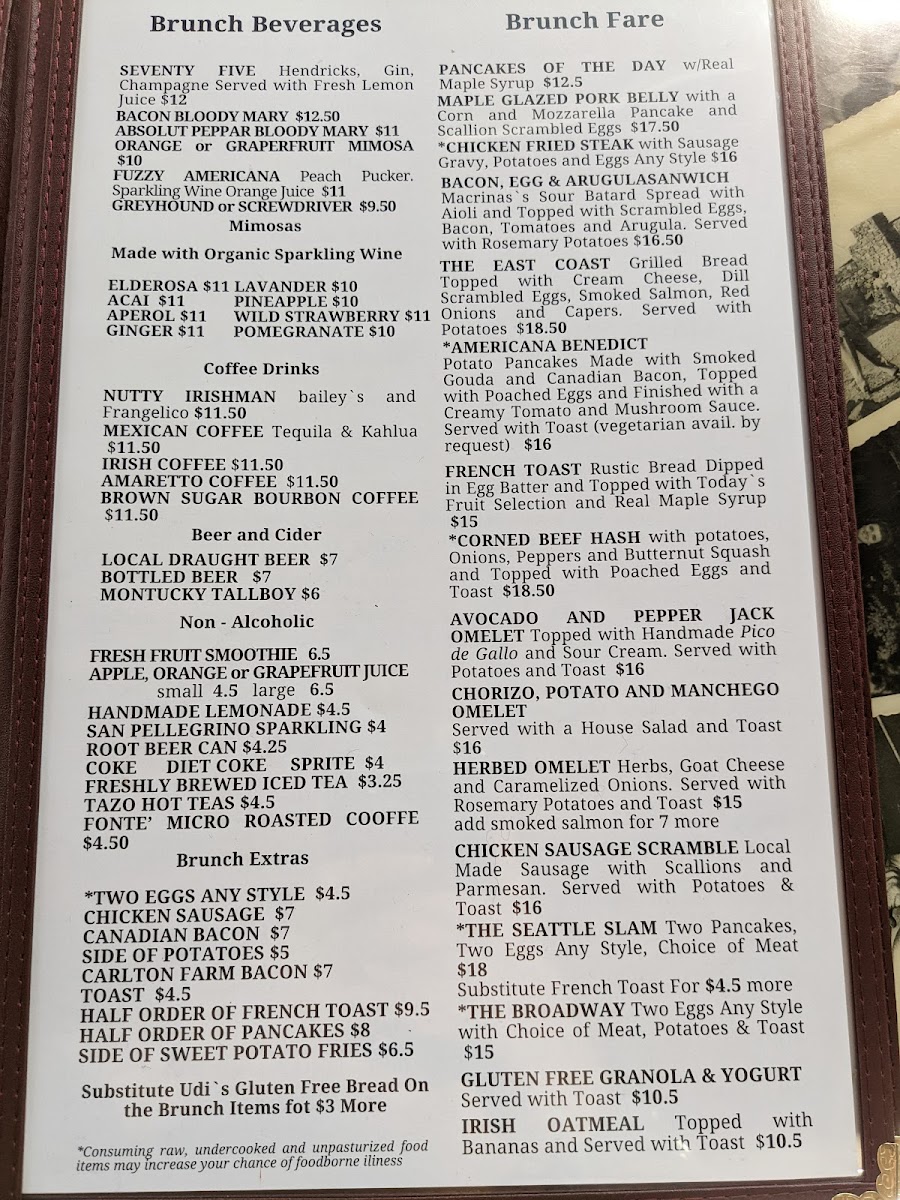 Brunch Beverages
SEVENTY FIVE Hendricks, Gin,
Champagne Served with Fresh Lemon
Juice $12
BACON BLOODY MARY $12.50
ABSOLUT PEPPAR BLOODY MARY $11
ORANGE or GRAPERFRUIT MIMOSA
$10
FUZZY AMERICANA Peach Pucker.
Sparkling Wine Orange Juice $11
GREYHOUND or SCREWDRIVER $9.50
Mimosas
Made with Organic Sparkling Wine
ELDEROSA $11 LAVANDER $10
ACAI $11 PINEAPPLE $10
APEROL $11 WILD STRAWBERRY $11
GINGER $11 POMEGRANATE $10
Coffee Drinks
NUTTY IRISHMAN bailey`s and
Frangelico $11.50
MEXICAN COFFEE Tequila & Kahlua
$11.50
IRISH COFFEE $11.50
AMARETTO COFFEE $11.50
BROWN SUGAR BOURBON COFFEE
$11.50
Beer and Cider
LOCAL DRAUGHT BEER $7
BOTTLED BEER $7
MONTUCKY TALLBOY $6
Non - Alcoholic
FRESH FRUIT SMOOTHIE 6.5
APPLE, ORANGE or GRAPEFRUIT JUICE
small 4.5 large 6.5
HANDMADE LEMONADE $4.5
SAN PELLEGRINO SPARKLING $4
ROOT BEER CAN $4.25
COKE DIET COKE SPRITE $4
FRESHLY BREWED ICED TEA $3.25
TAZO HOT TEAS $4.5
FONTE’ MICRO ROASTED COOFFE
$4.50
Brunch Extras
*TWO EGGS ANY STYLE $4.5
CHICKEN SAUSAGE $7
CANADIAN BACON $7
SIDE OF POTATOES $5
CARLTON FARM BACON $7
TOAST $4.5
HALF ORDER OF FRENCH TOAST $9.5
HALF ORDER OF PANCAKES $8
SIDE OF SWEET POTATO FRIES $6.5
Substitute Udi`s Gluten Free Bread On
the Brunch Items fot $3 More
*Consuming raw, undercooked and unpasturized food
items may increase your chance of foodborne iliness
Brunch Fare
PANCAKES OF THE DAY w/Real
Maple Syrup $12.5
MAPLE GLAZED PORK BELLY with a
Corn and Mozzarella Pancake and
Scallion Scrambled Eggs $17.50
*CHICKEN FRIED STEAK with Sausage
Gravy, Potatoes and Eggs Any Style $16
BACON, EGG & ARUGULASANWICH
Macrinas`s Sour Batard Spread with
Aioli and Topped with Scrambled Eggs,
Bacon, Tomatoes and Arugula. Served
with Rosemary Potatoes $16.50
THE EAST COAST Grilled Bread
Topped with Cream Cheese, Dill
Scrambled Eggs, Smoked Salmon, Red
Onions and Capers. Served with
Potatoes $18.50
*AMERICANA BENEDICT
Potato Pancakes Made with Smoked
Gouda and Canadian Bacon, Topped
with Poached Eggs and Finished with a
Creamy Tomato and Mushroom Sauce.
Served with Toast (vegetarian avail. by
request) $16
FRENCH TOAST Rustic Bread Dipped
in Egg Batter and Topped with Today`s
Fruit Selection and Real Maple Syrup
$15
*CORNED BEEF HASH with potatoes,
Onions, Peppers and Butternut Squash
and Topped with Poached Eggs and
Toast $18.50
AVOCADO AND PEPPER JACK
OMELET Topped with Handmade Pico
de Gallo and Sour Cream. Served with
Potatoes and Toast $16
CHORIZO, POTATO AND MANCHEGO
OMELET
Served with a House Salad and Toast
$16
HERBED OMELET Herbs, Goat Cheese
and Caramelized Onions. Served with
Rosemary Potatoes and Toast $15
add smoked salmon for 7 more
CHICKEN SAUSAGE SCRAMBLE Local
Made Sausage with Scallions and
Parmesan. Served with Potatoes &
Toast $16
*THE SEATTLE SLAM Two Pancakes,
Two Eggs Any Style, Choice of Meat
$18
Substitute French Toast For $4.5 more
*THE BROADWAY Two Eggs Any Style
with Choice of Meat, Potatoes & Toast
$15
GLUTEN FREE GRANOLA & YOGURT
Served with Toast $10.5
IRISH OATMEAL Topped with
Bananas and Served with Toast $10.5